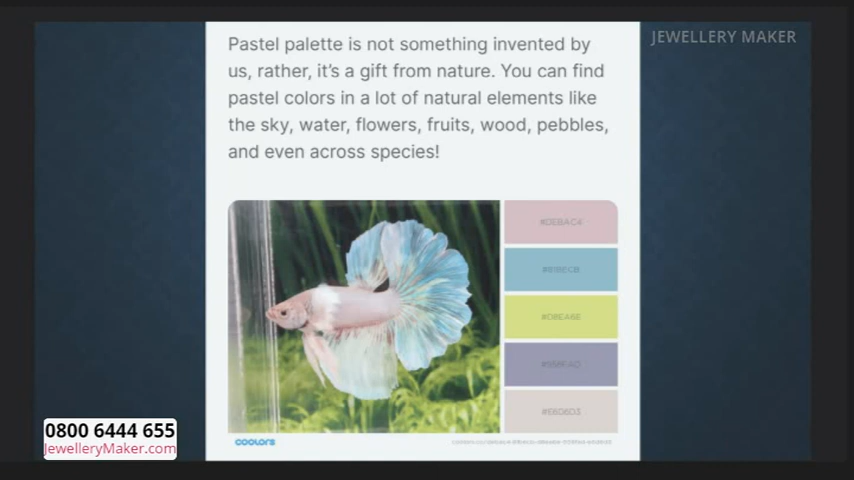 Pastel palette is not something invented by
us, rather, it's a gift from nature. You can find
pastel colors in a lot of natural elements like
the sky, water, flowers, fruits, wood, pebbles,
and even across species!
JEWELLERY MAKER
#D8EA6E
COOLORS
0800 6444 655
JewelleryMaker.com